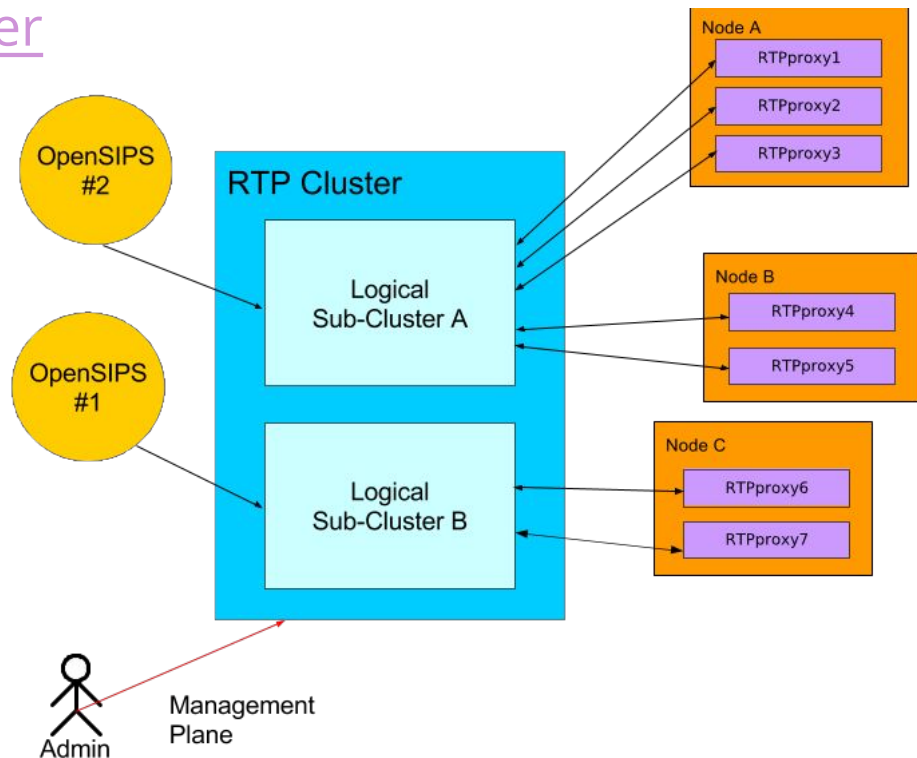 er
Node A
RTPproxy1
RTPproxy2
RTPproxy3
OpenSIPS
#2
RTP Cluster
Logical
Sub-Cluster A
Node B
RTPproxy4
RTPproxy5
OpenSIPS
#1
Logical
Sub-Cluster B
Node C
RTPproxy6
RTPproxy7
Management
Plane
Admin